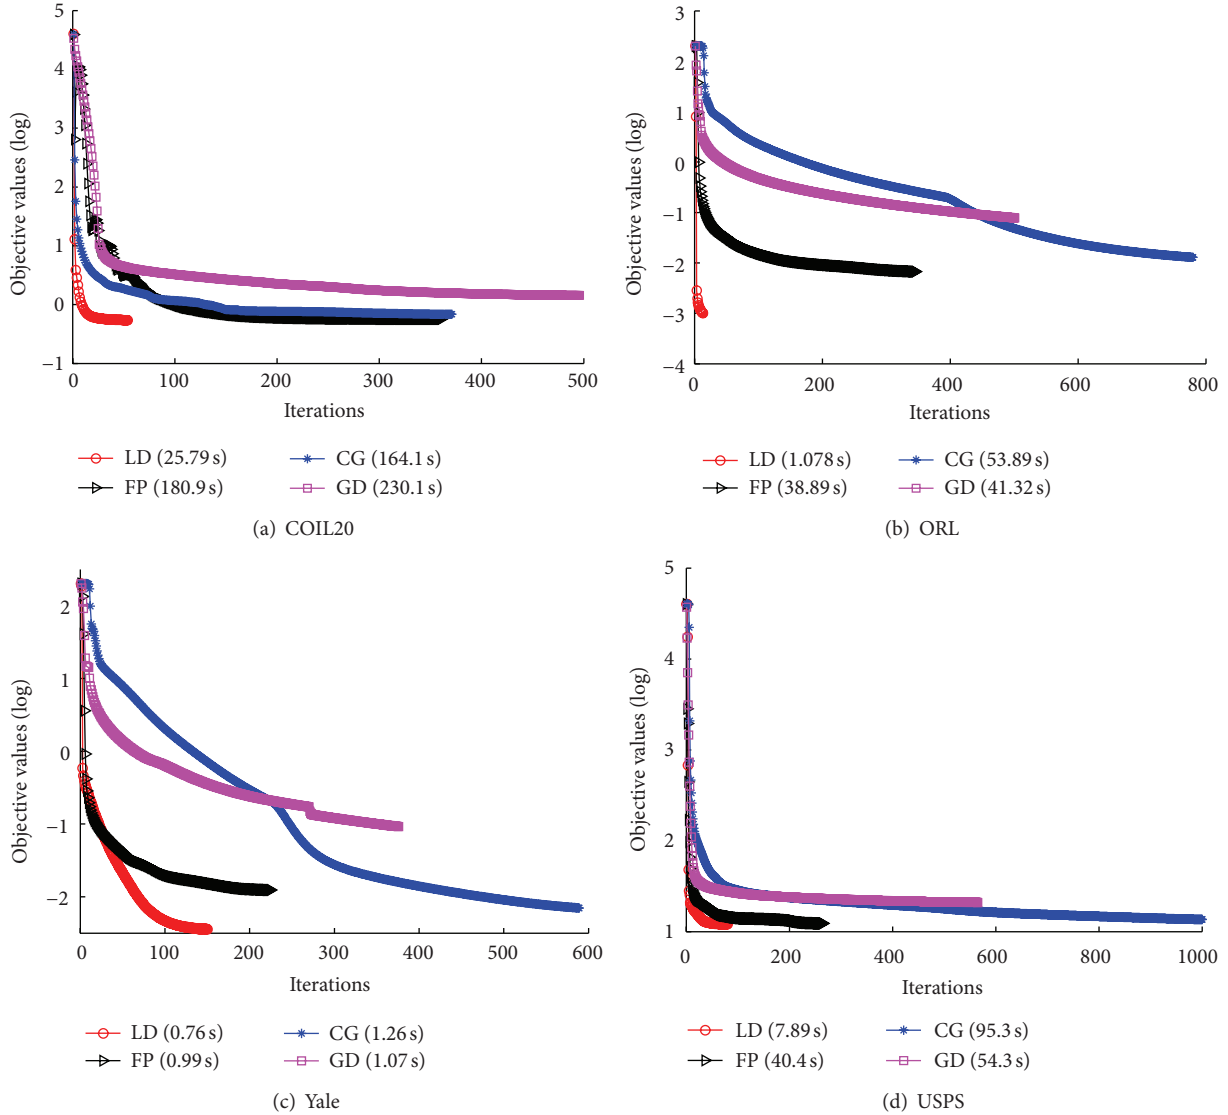 5
4
3
2
1
0
−1
Objective values (log)
0
100
200
300
400
500
Iterations
LD (25.79 s)
FP (180.9 s)
CG (164.1 s)
GD (230.1 s)
(a) COIL20
3
2
1
0
−1
−2
−3
−4
Objective values (log)
0
200
400
600
800
Iterations
LD (1.078 s)
FP (38.89 s)
CG (53.89 s)
GD (41.32 s)
(b) ORL
2
1
0
−1
−2
Objective values (log)
0
100
200
300
400
500
600
Iterations
LD (0.76 s)
FP (0.99 s)
CG (1.26 s)
GD (1.07 s)
(c) Yale
5
4
3
2
1
Objective values (log)
0
200
400
600
800
1000
Iterations
LD (7.89 s)
FP (40.4 s)
CG (95.3 s)
GD (54.3 s)
(d) USPS